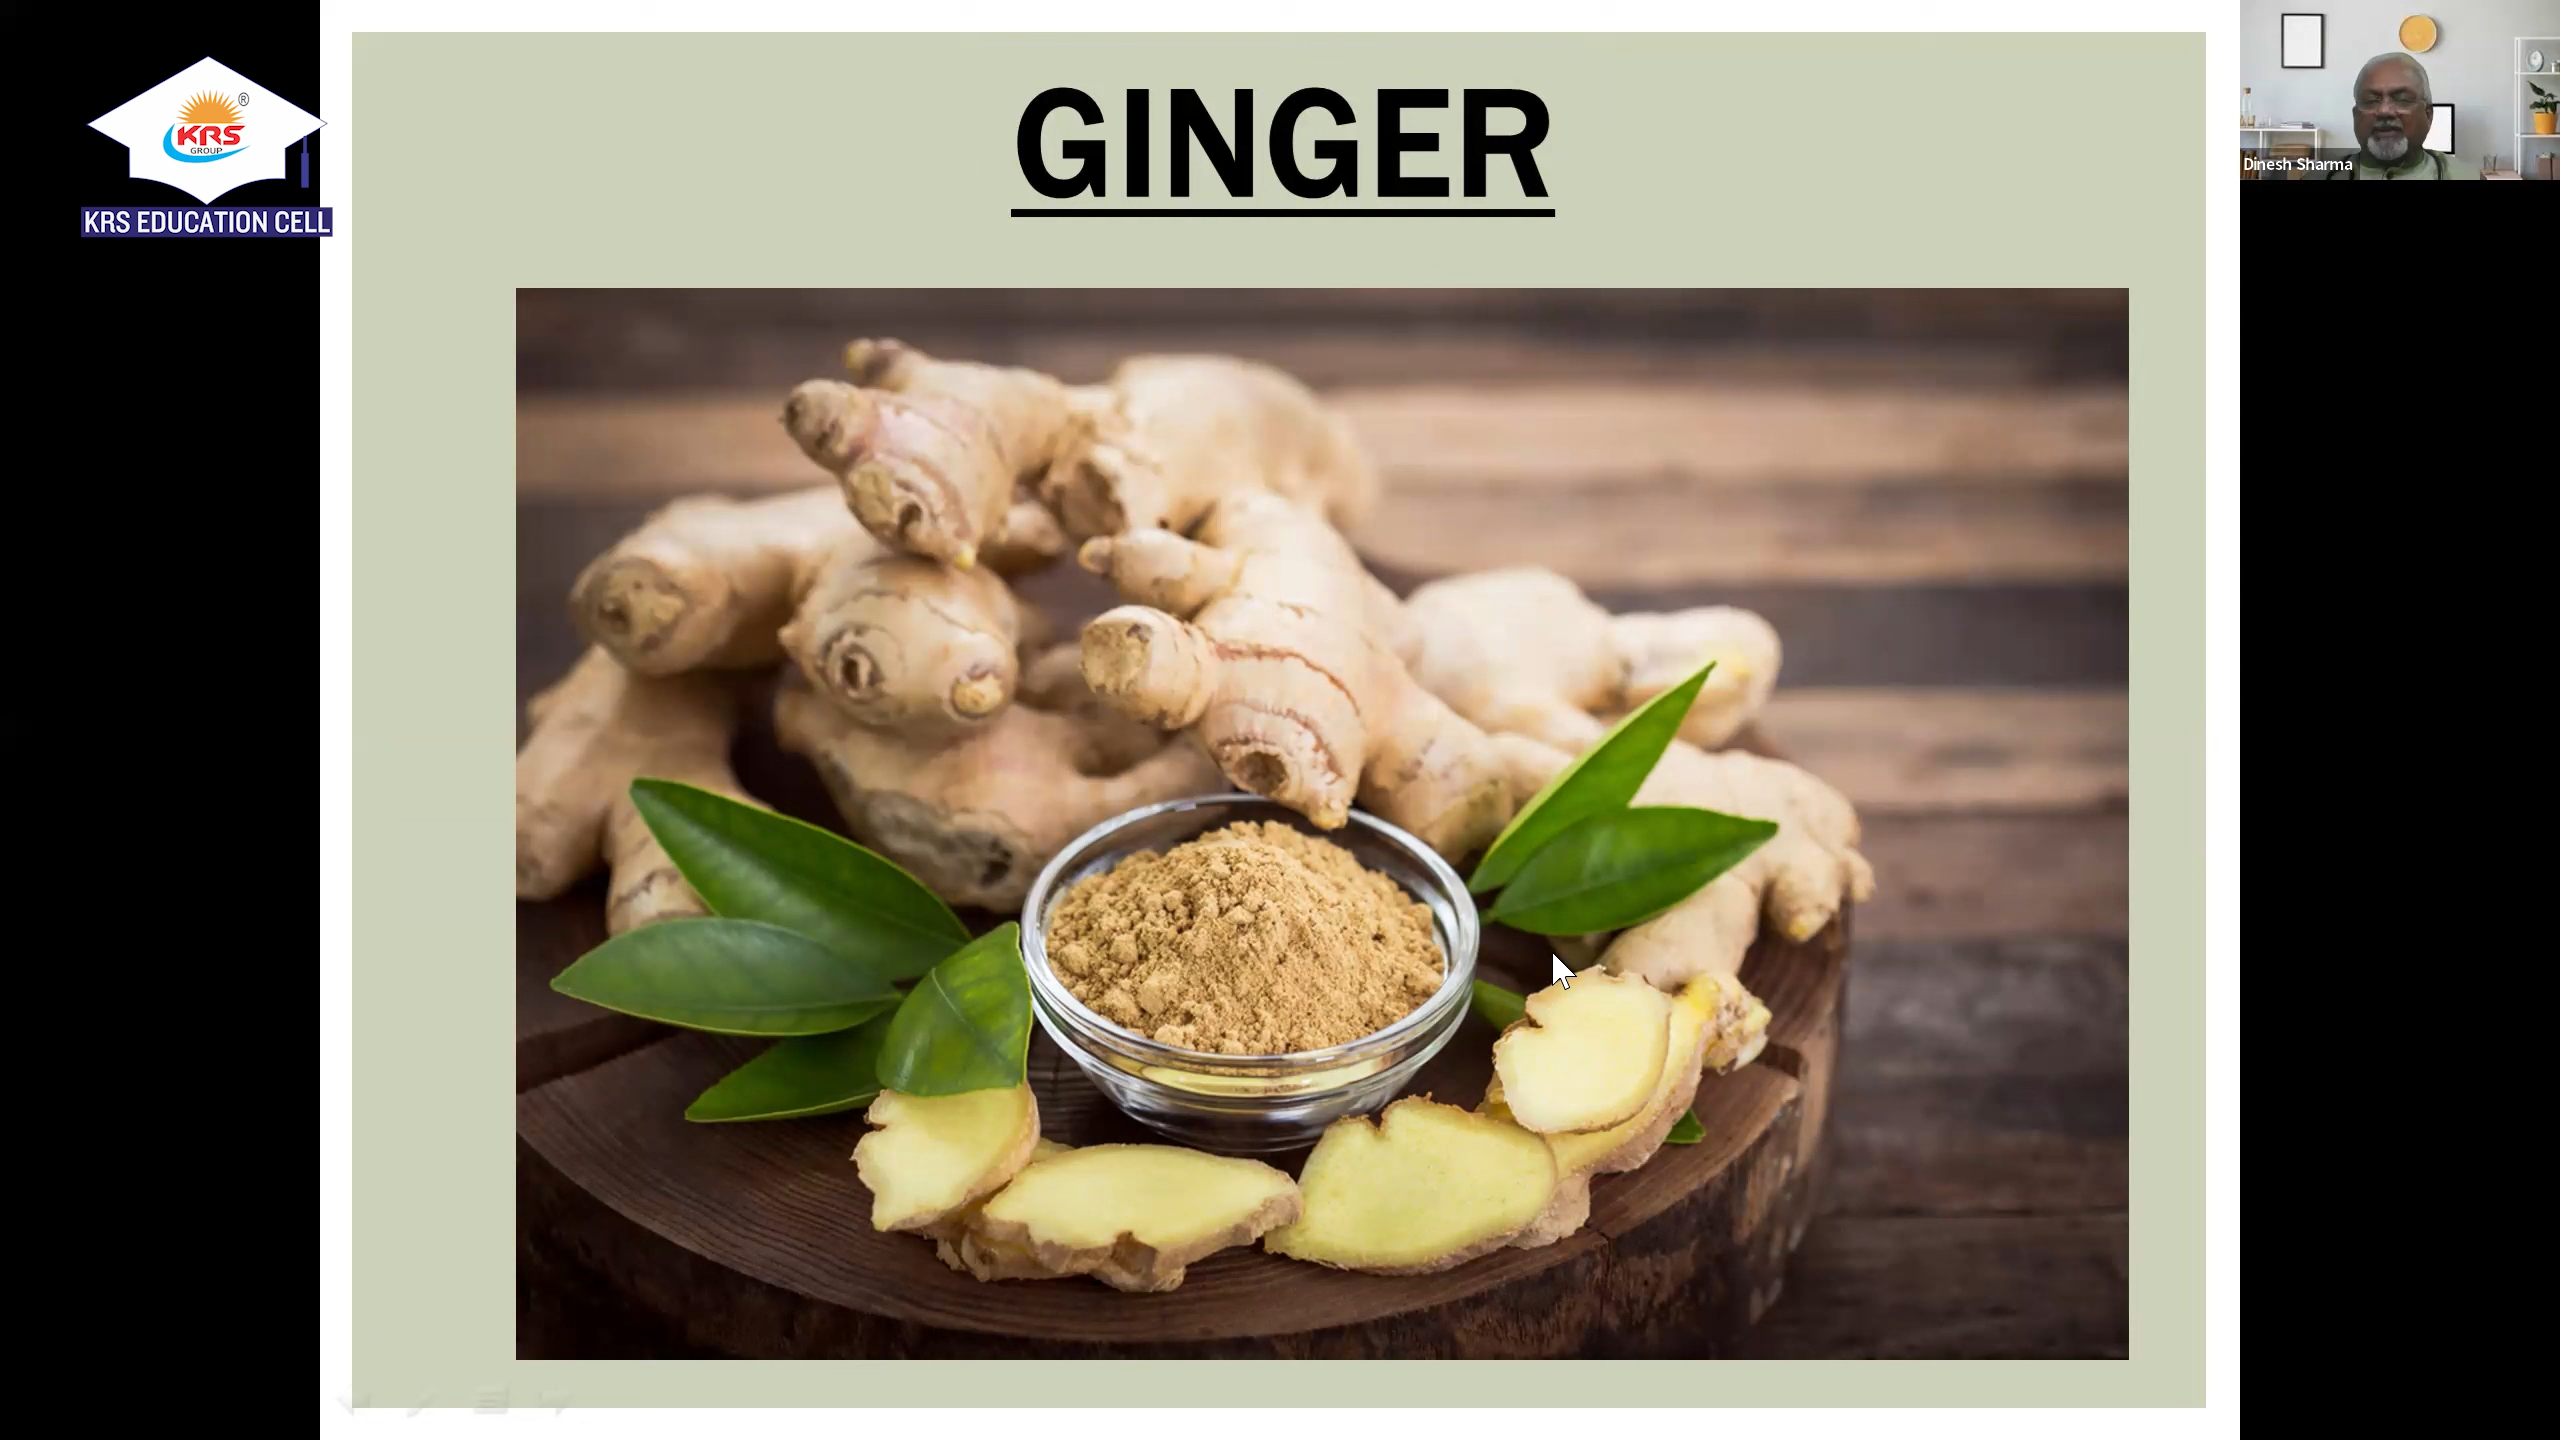 GINGER
®
KRS
GROUP
KRS EDUCATION CELL
Dinesh Sharma